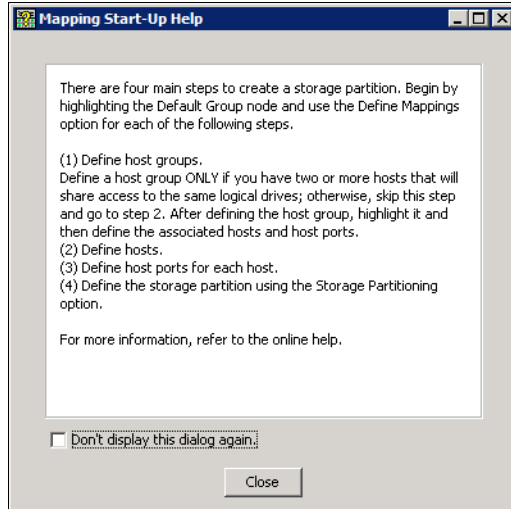 Mapping Start-Up Help
There are four main steps to create a storage partition. Begin by
highlighting the Default Group node and use the Define Mappings
option for each of the following steps.
(1) Define host groups.
Define a host group ONLY if you have two or more hosts that will
share access to the same logical drives; otherwise, skip this step
and go to step 2. After defining the host group, highlight it and
then define the associated hosts and host ports.
(2) Define hosts.
(3) Define host ports for each host.
(4) Define the storage partition using the Storage Partitioning
option.
For more information, refer to the online help.
Don't display this dialog again.
Close